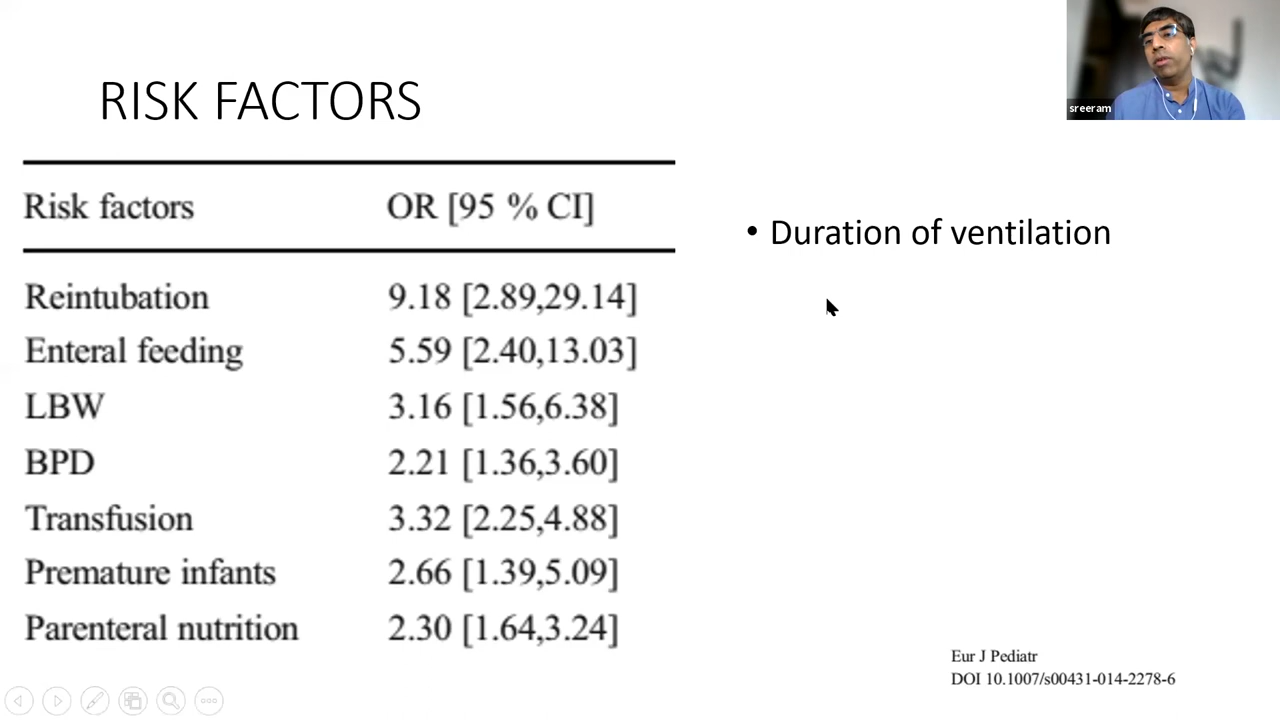 sreeram
RISK FACTORS
Risk factors OR [95 % CI]
Reintubation 9.18 [2.89,29.14]
Enteral feeding 5.59 [2.40,13.03]
LBW 3.16 [1.56,6.38]
BPD 2.21 [1.36,3.60]
Transfusion 3.32 [2.25,4.88]
Premature infants 2.66 [1.39,5.09]
Parenteral nutrition 2.30 [1.64,3.24]
• Duration of ventilation
Eur J Pediatr
DOI 10.1007/s00431-014-2278-6